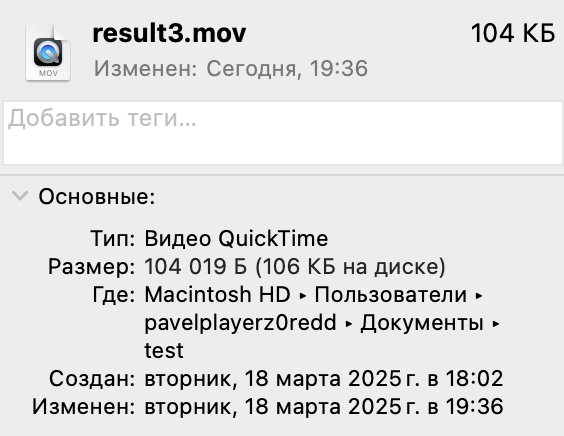 result3.mov 104 КБ
Изменен: Сегодня, 19:36
MOV
Добавить теги...
Основные:
Тип: Видео QuickTime
Размер: 104 019 Б (106 КБ на диске)
Где: Macintosh HD ▸ Пользователи ▸
pavelplayerz0redd ▸ Документы ▸
test
Создан: вторник, 18 марта 2025 г. в 18:02
Изменен: вторник, 18 марта 2025 г. в 19:36